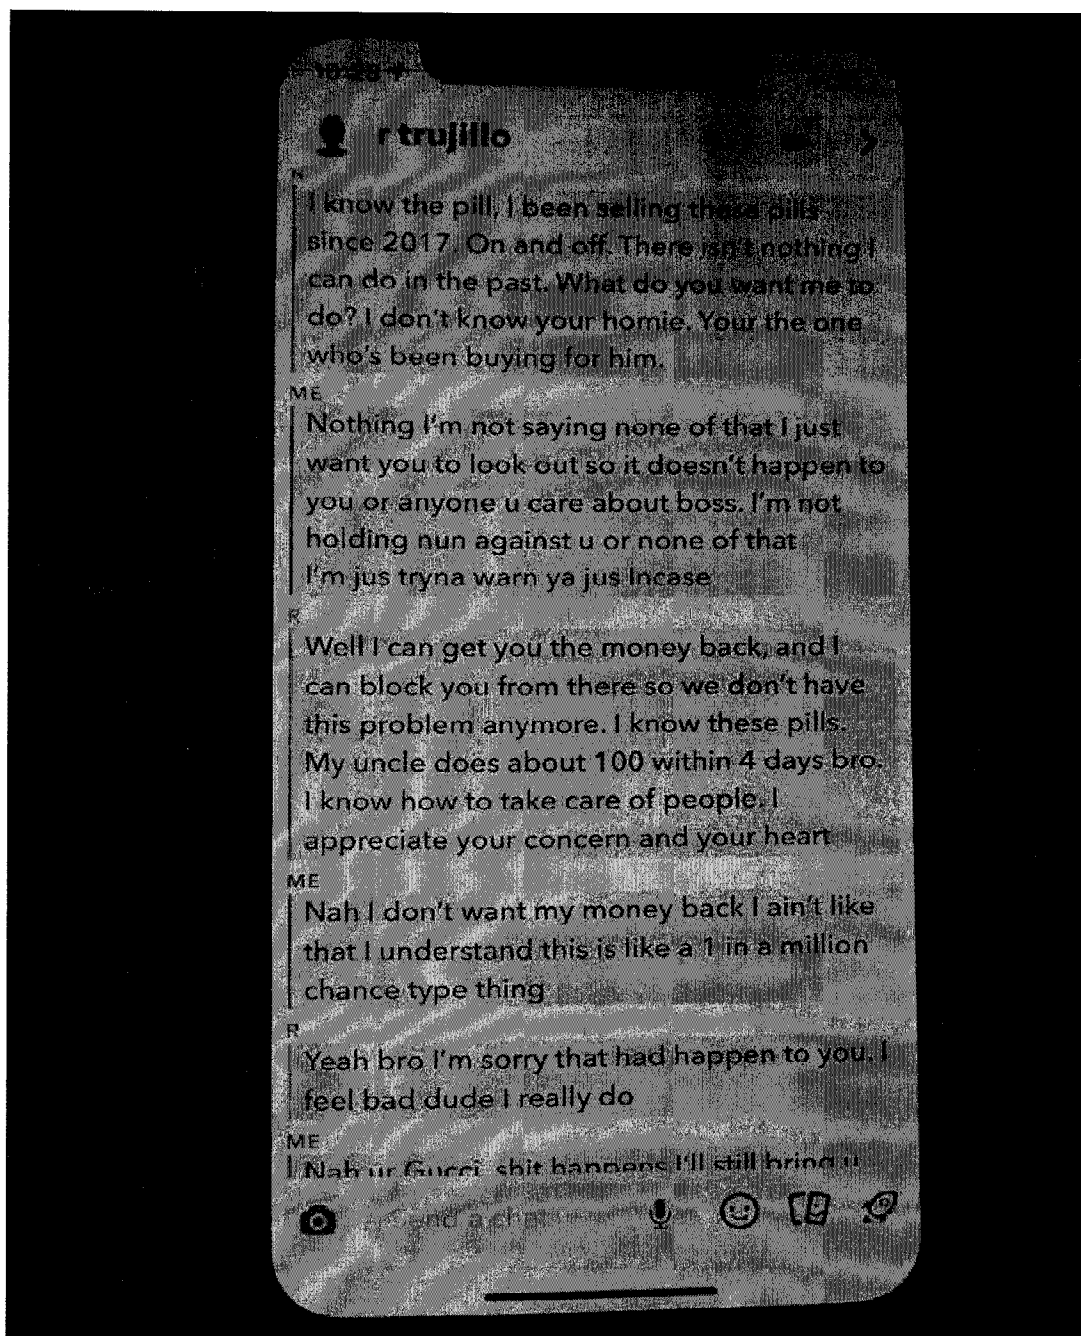 r trujillo
I know the pill, I been selling these pills
since 2017. On and off. There isn't nothing I
can do in the past. What do you want me to
do? I don't know your homie. Your the one
who's been buying for him.
ME
Nothing I'm not saying none of that I just
want you to look out so it doesn't happen to
you or anyone u care about boss. I'm not
holding nun against u or none of that
I'm jus tryna warn ya jus Incase
R
Well I can get you the money back, and I
can block you from there so we don't have
this problem anymore. I know these pills.
My uncle does about 100 within 4 days bro.
I know how to take care of people. I
appreciate your concern and your heart
ME
Nah I don't want my money back I ain't like
that I understand this is like a 1 in a million
chance type thing
R
Yeah bro I'm sorry that had happen to you. I
feel bad dude I really do
ME
Nah ur Gucci shit happens I'll still bring u
Send a chat